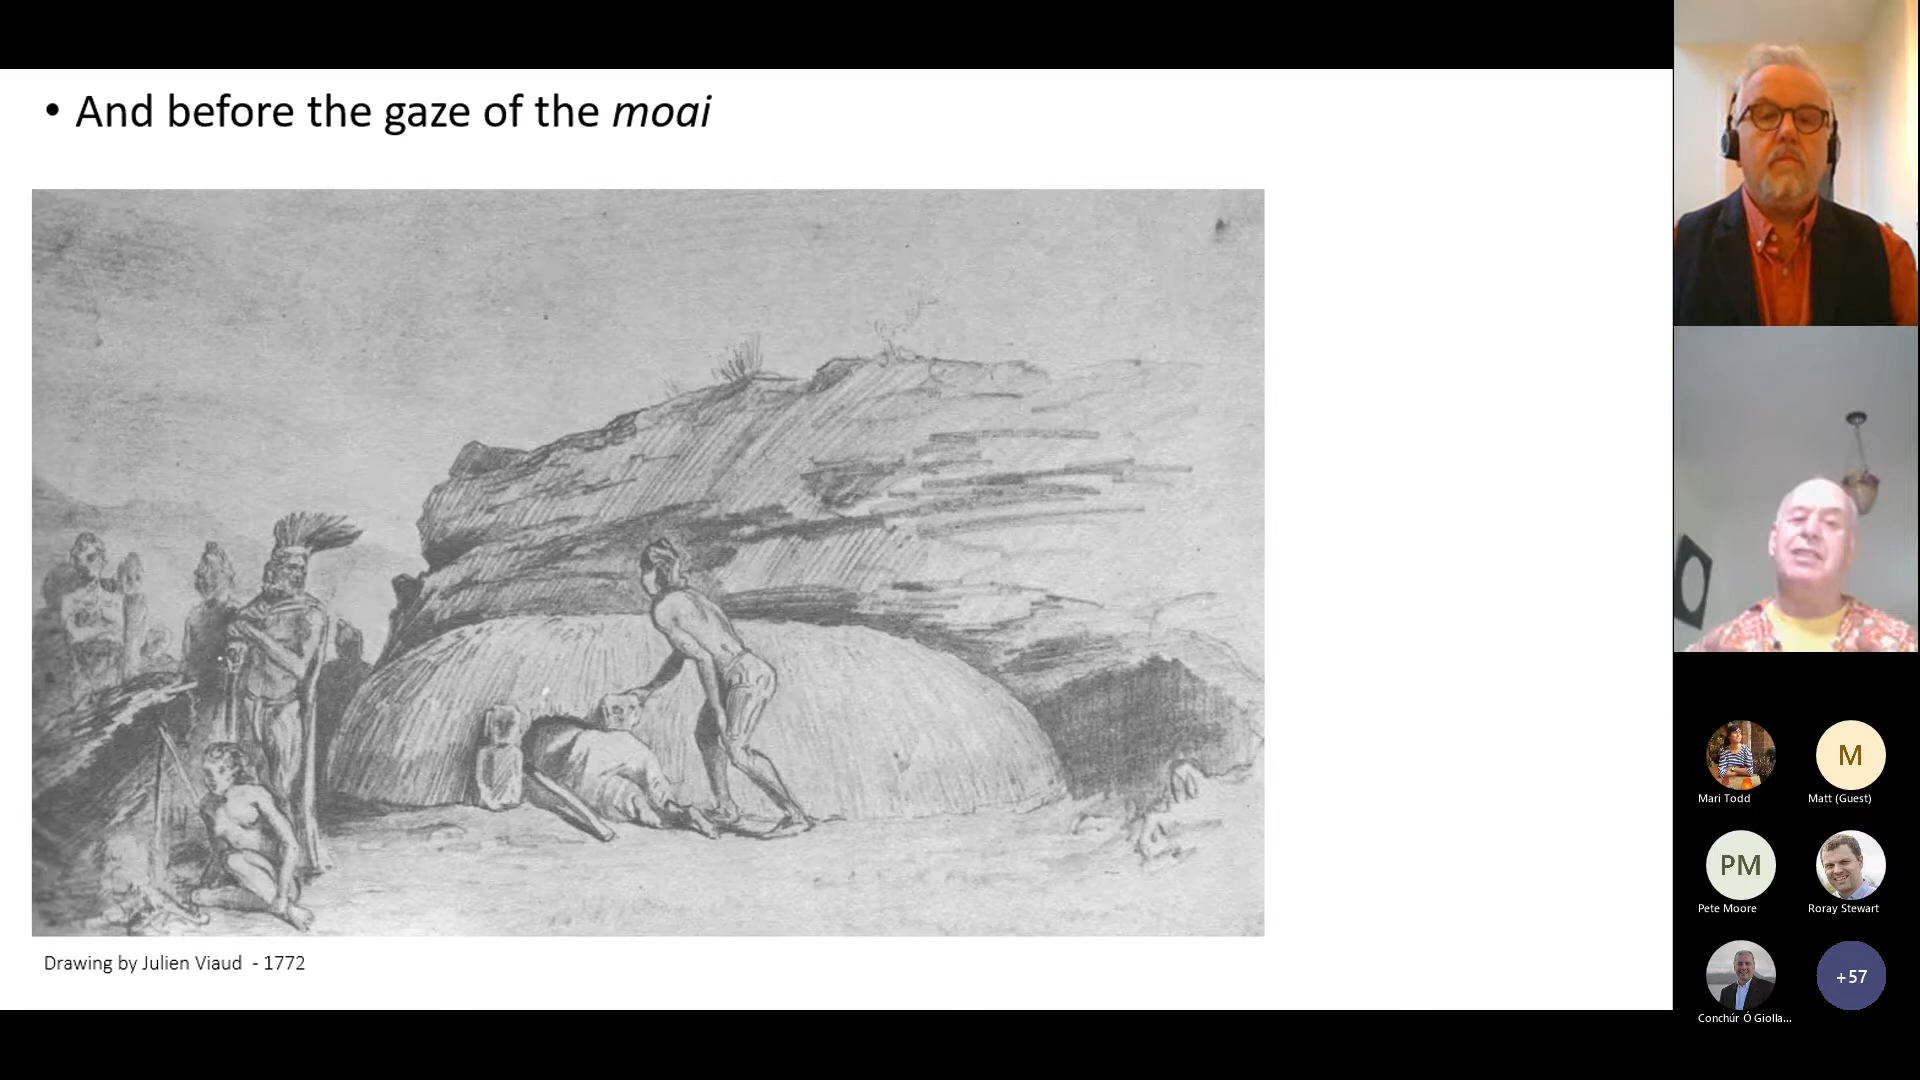 • And before the gaze of the moai
Drawing by Julien Viaud - 1772
Mari Todd
M
Matt (Guest)
PM
Pete Moore
Roray Stewart
Conchúr Ó Giolla...
+57